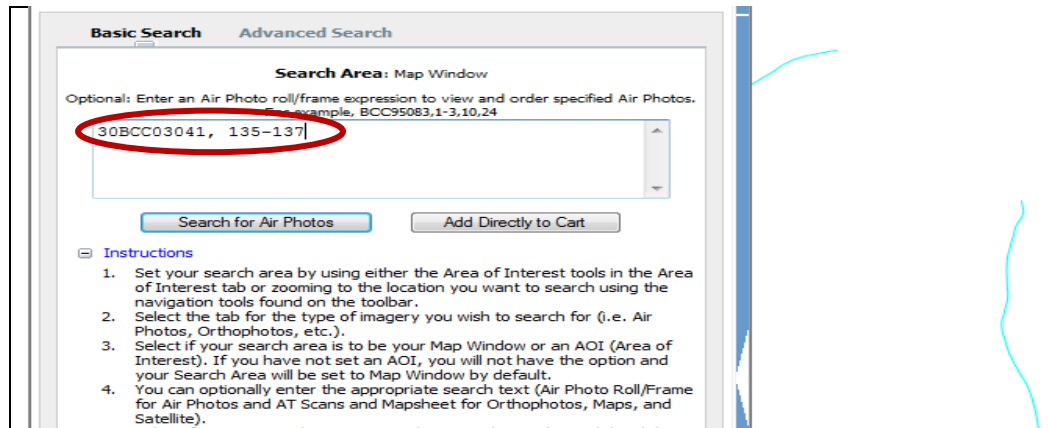 Basic Search Advanced Search
Search Area: Map Window
Optional: Enter an Air Photo roll/frame expression to view and order specified Air Photos.
For example, BCC95083,1-3,10,24
30BCC03041, 135-137
Search for Air Photos Add Directly to Cart
Instructions
1. Set your search area by using either the Area of Interest tools in the Area
of Interest tab or zooming to the location you want to search using the
navigation tools found on the toolbar.
2. Select the tab for the type of imagery you wish to search for (i.e. Air
Photos, Orthophotos, etc.).
3. Select if your search area is to be your Map Window or an AOI (Area of
Interest). If you have not set an AOI, you will not have the option and
your Search Area will be set to Map Window by default.
4. You can optionally enter the appropriate search text (Air Photo Roll/Frame
for Air Photos and AT Scans and Mapsheet for Orthophotos, Maps, and
Satellite).